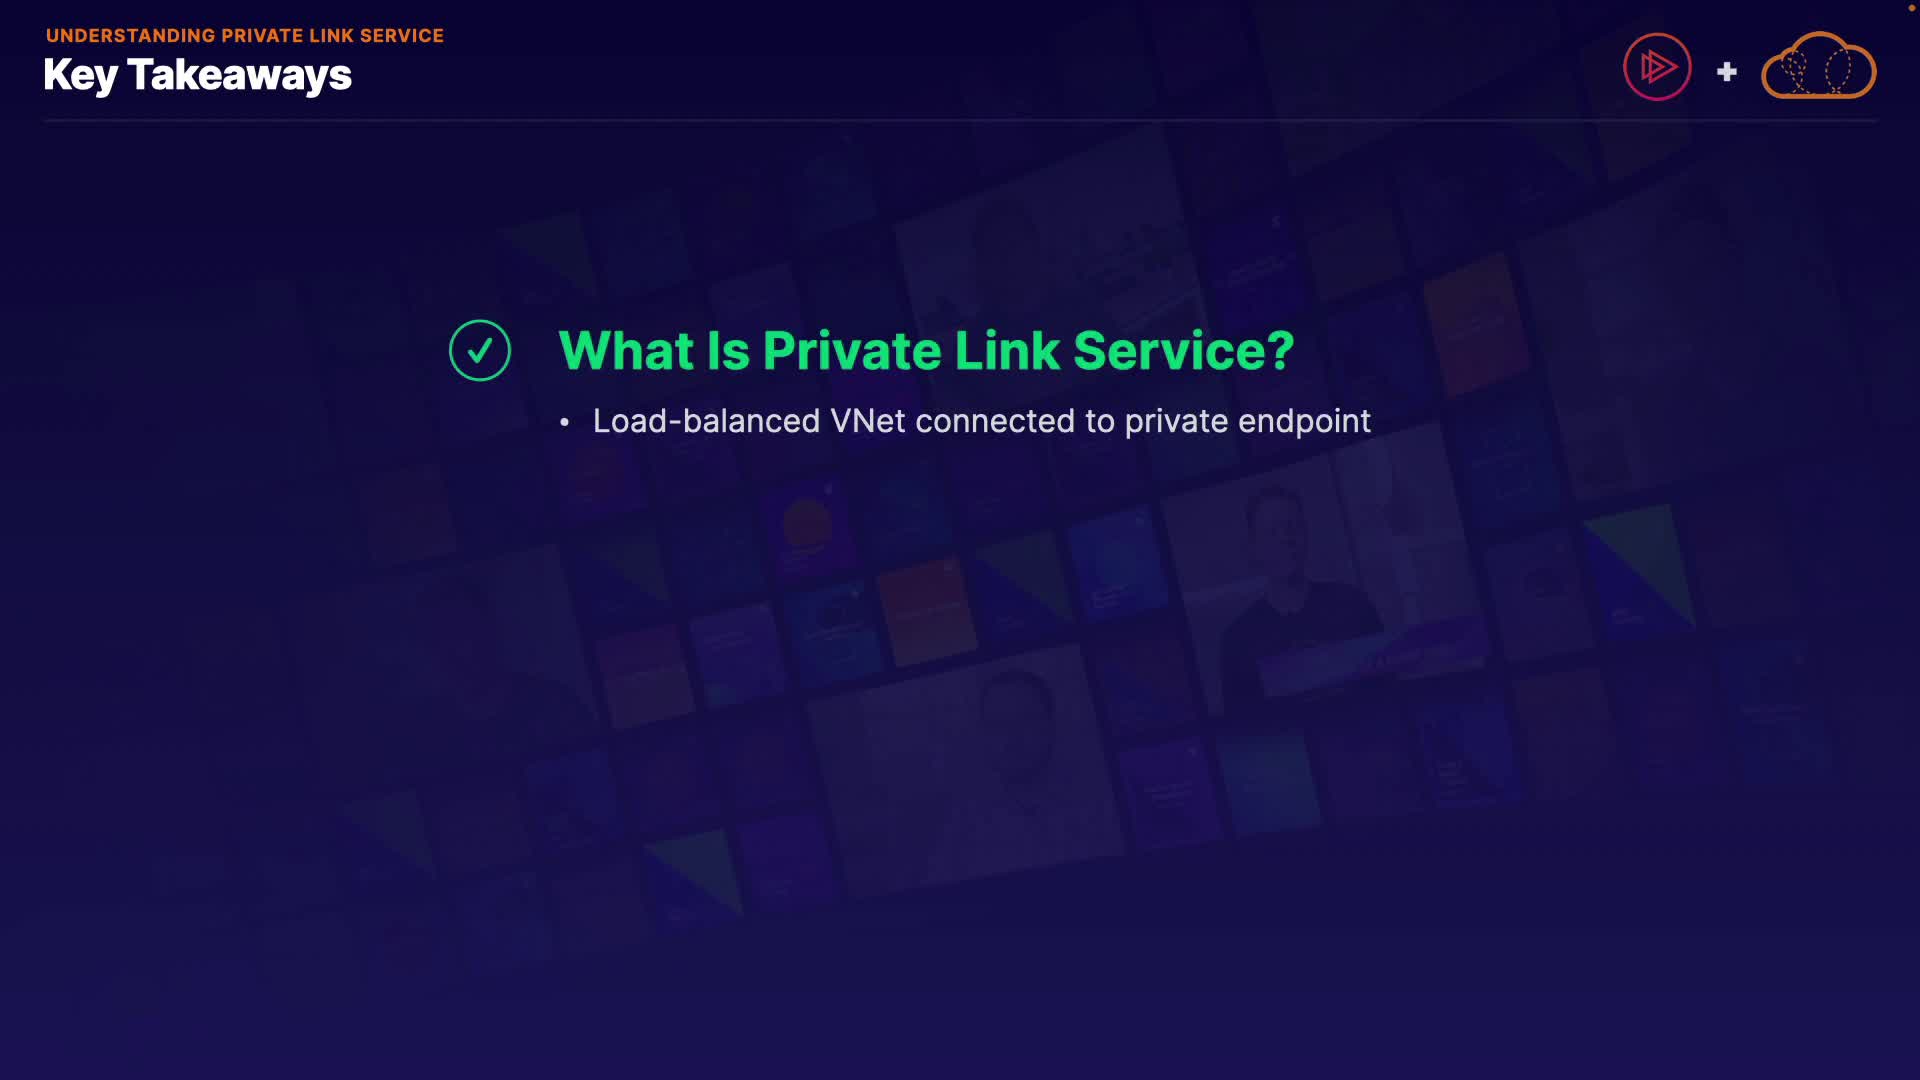 UNDERSTANDING PRIVATE LINK SERVICE
Key Takeaways
What Is Private Link Service?
• Load-balanced VNet connected to private endpoint